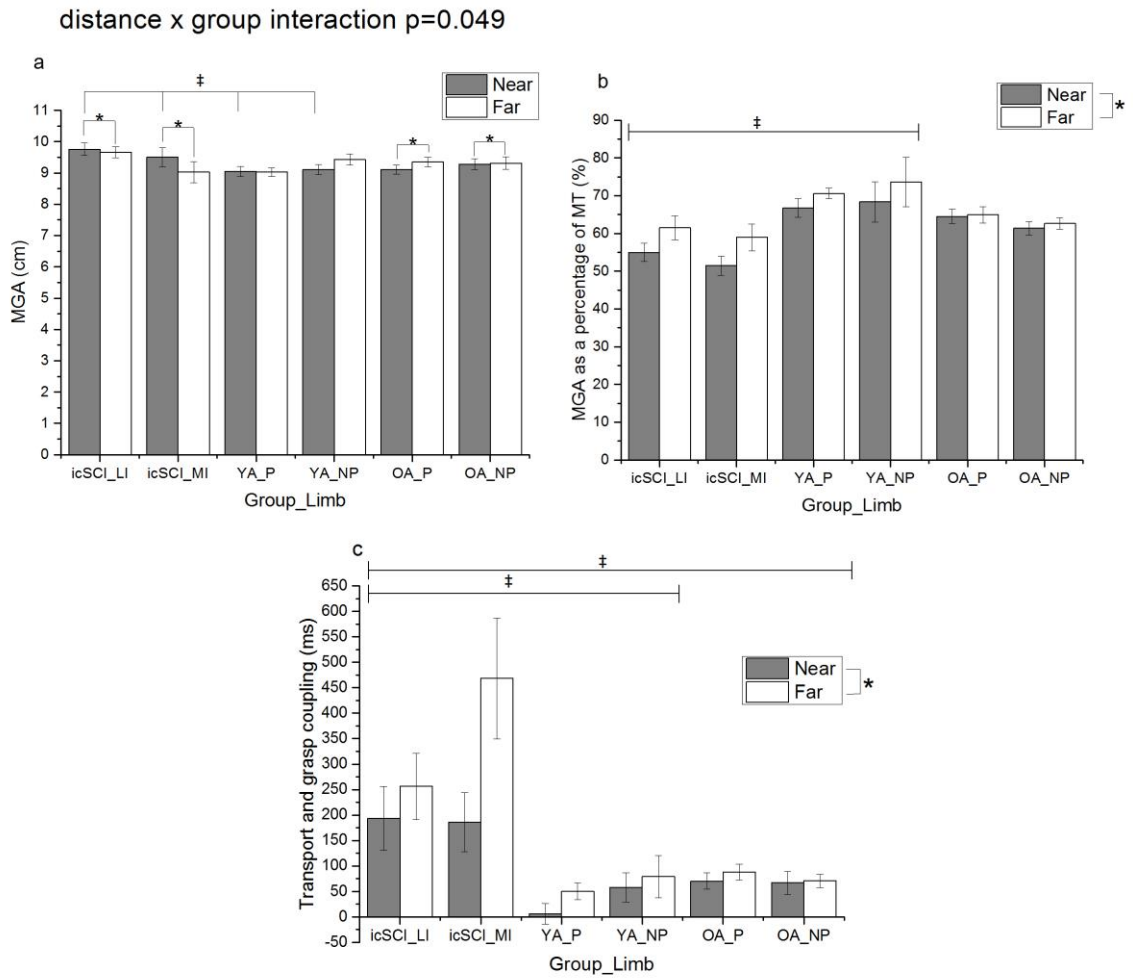 distance x group interaction p=0.049
a
‡
Near
Far
*
*
*
*
11
10
9
8
7
6
5
4
3
2
1
0
MGA (cm)
icSCI_LI icSCI_MI YA_P YA_NP OA_P OA_NP
Group_Limb
b
Near
Far
*
‡
90
80
70
60
50
40
30
20
10
0
MGA as a percentage of MT (%)
icSCI_LI icSCI_MI YA_P YA_NP OA_P OA_NP
Group_Limb
c
‡
‡
650
600
550
500
450
400
350
300
250
200
150
100
50
0
-50
Transport and grasp coupling (ms)
Near
Far
*
icSCI_LI icSCI_MI YA_P YA_NP OA_P OA_NP
Group_Limb